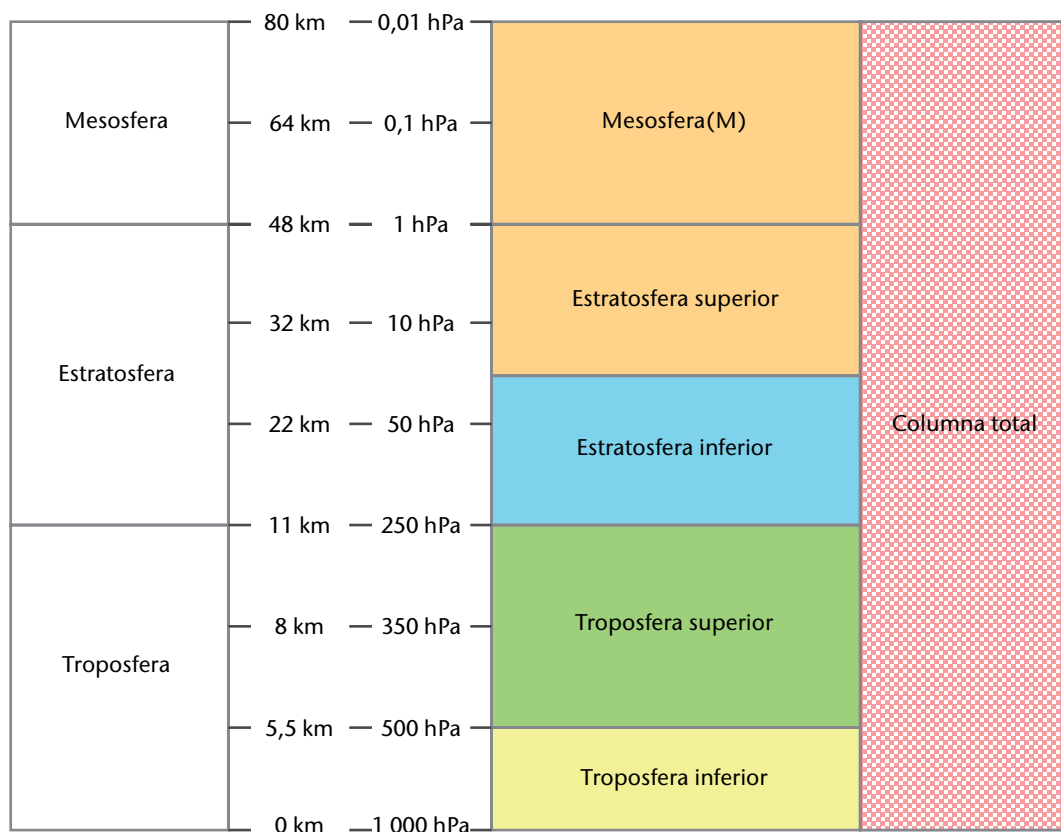 80 km 0,01 hPa
Mesosfera 64 km 0,1 hPa Mesosfera(M)
48 km 1 hPa
Estratosfera superior
32 km 10 hPa
Estratosfera
22 km 50 hPa Columna total
Estratosfera inferior
11 km 250 hPa
8 km 350 hPa Troposfera superior
Troposfera
5,5 km 500 hPa
Troposfera inferior
0 km 1 000 hPa